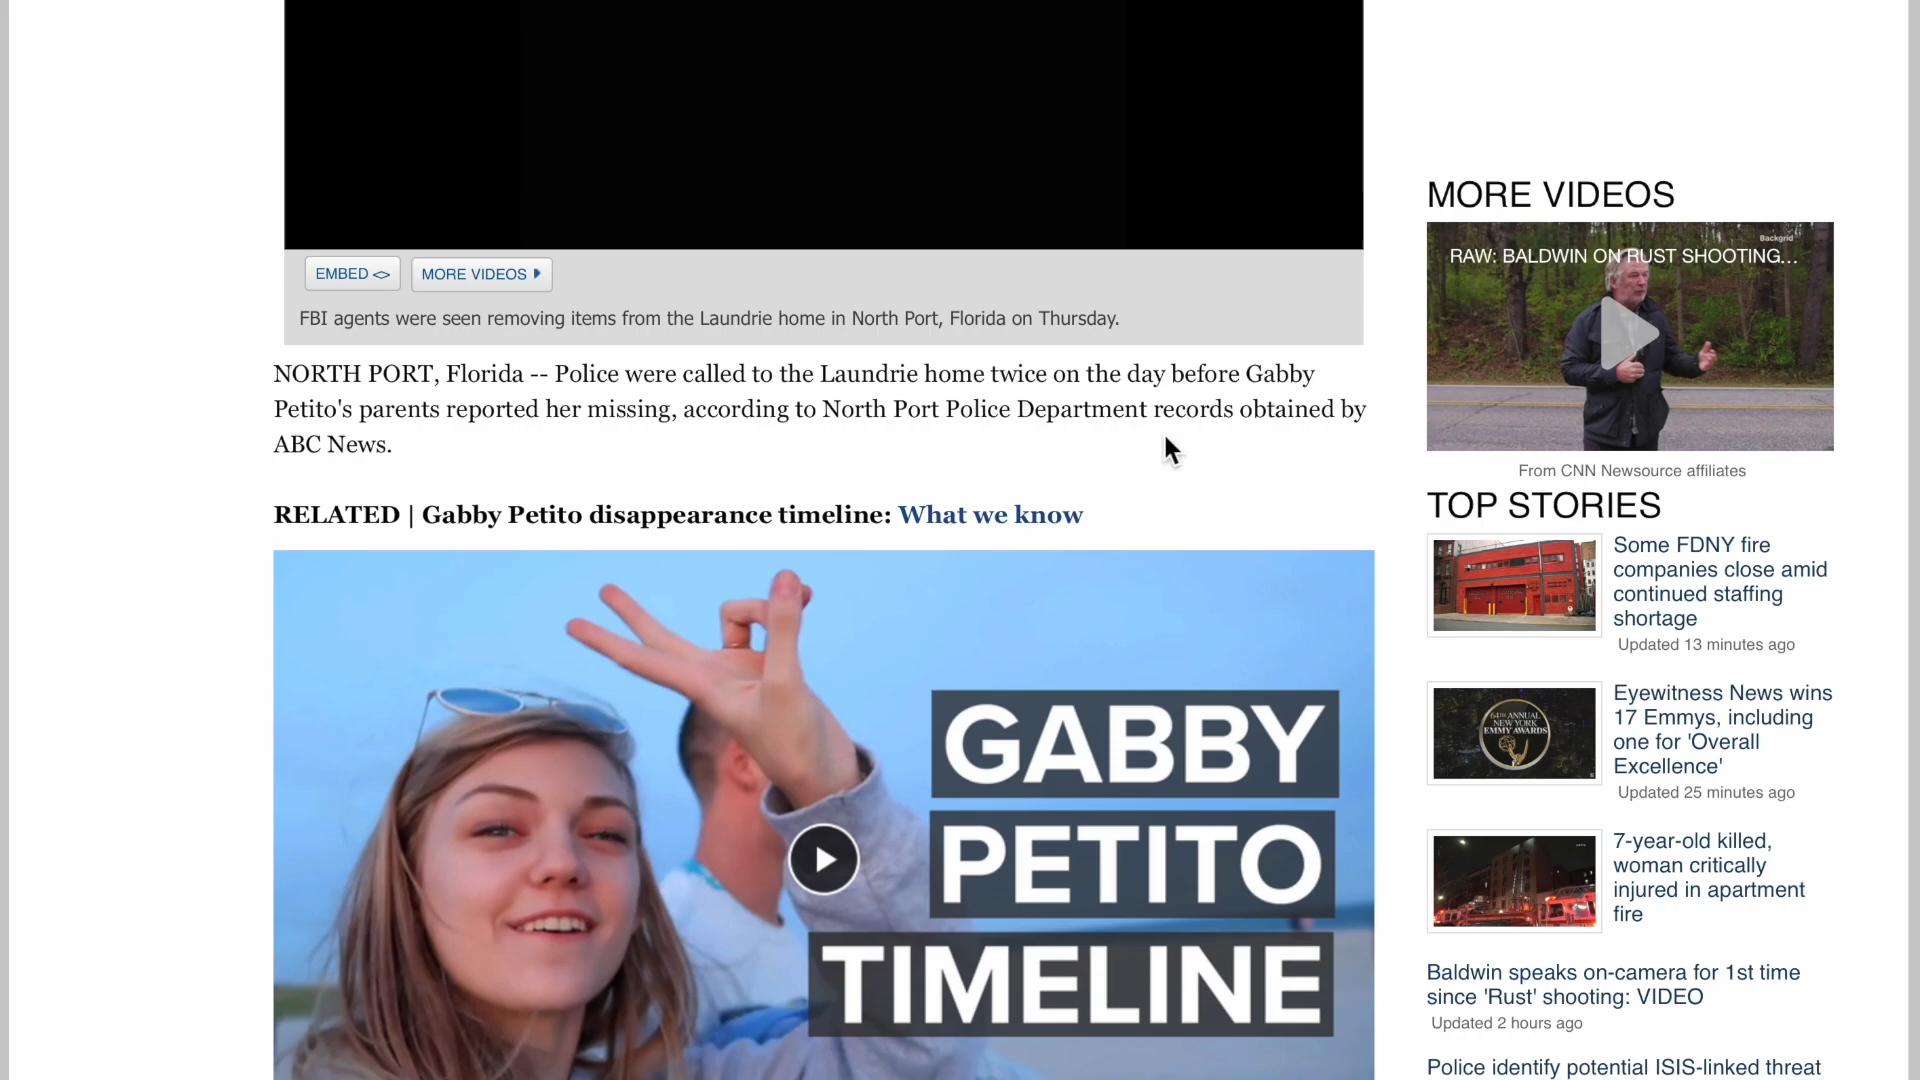 EMBED <>
MORE VIDEOS
FBI agents were seen removing items from the Laundrie home in North Port, Florida on Thursday.
NORTH PORT, Florida -- Police were called to the Laundrie home twice on the day before Gabby
Petito's parents reported her missing, according to North Port Police Department records obtained by
ABC News.
RELATED | Gabby Petito disappearance timeline: What we know
GABBY
PETITO
TIMELINE
MORE VIDEOS
Backgrid
RAW: BALDWIN ON RUST SHOOTING...
From CNN Newsource affiliates
TOP STORIES
Some FDNY fire
companies close amid
continued staffing
shortage
Updated 13 minutes ago
64TH ANNUAL
NEW YORK
EMMY AWARDS
Eyewitness News wins
17 Emmys, including
one for 'Overall
Excellence'
Updated 25 minutes ago
7-year-old killed,
woman critically
injured in apartment
fire
Baldwin speaks on-camera for 1st time
since 'Rust' shooting: VIDEO
Updated 2 hours ago
Police identify potential ISIS-linked threat